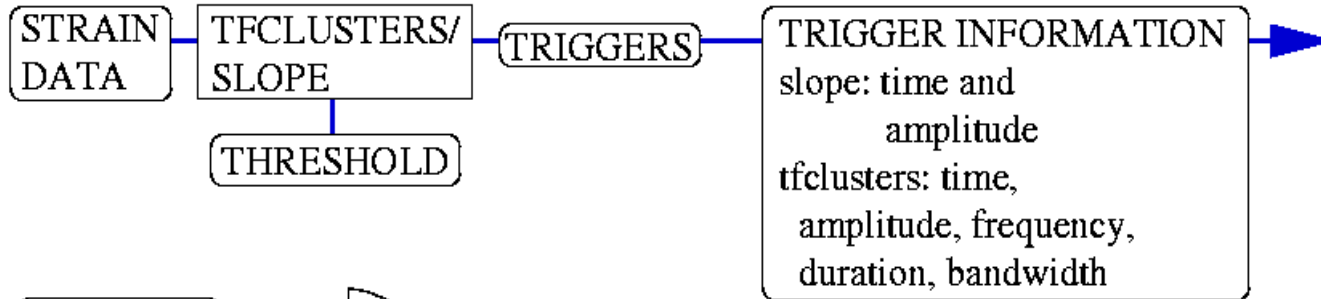 STRAIN
DATA
TFCLUSTERS/
SLOPE
THRESHOLD
TRIGGERS
TRIGGER INFORMATION
slope: time and
amplitude
tfclusters: time,
amplitude, frequency,
duration, bandwidth